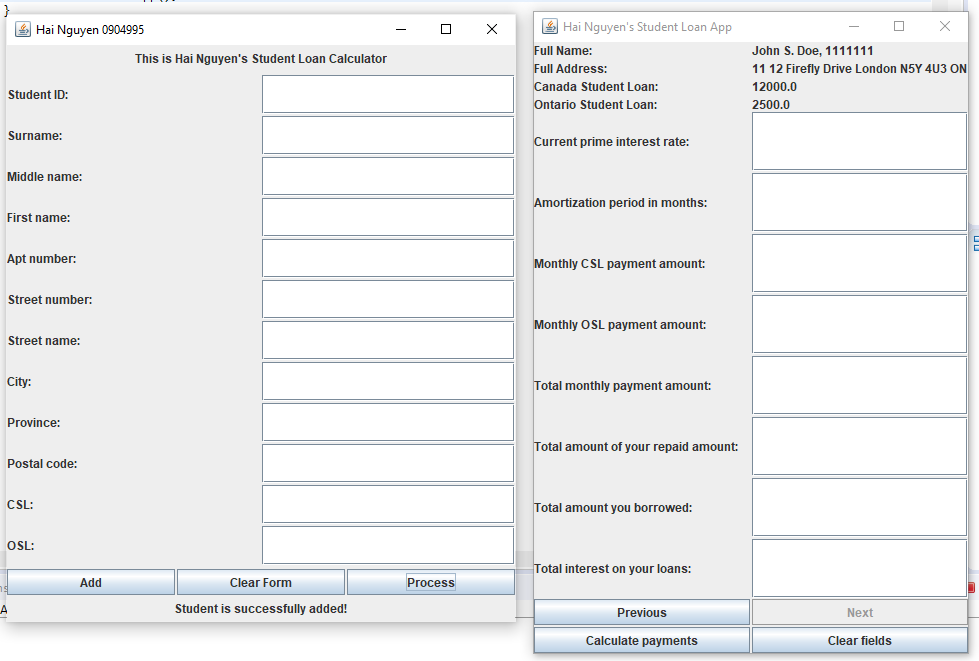 }
Hai Nguyen 0904995
This is Hai Nguyen's Student Loan Calculator
Student ID:
Surname:
Middle name:
First name:
Apt number:
Street number:
Street name:
City:
Province:
Postal code:
CSL:
OSL:
Add Clear Form Process
Student is successfully added!
Hai Nguyen's Student Loan App
Full Name: John S. Doe, 1111111
Full Address: 11 12 Firefly Drive London N5Y 4U3 ON
Canada Student Loan: 12000.0
Ontario Student Loan: 2500.0
Current prime interest rate:
Amortization period in months:
Monthly CSL payment amount:
Monthly OSL payment amount:
Total monthly payment amount:
Total amount of your repaid amount:
Total amount you borrowed:
Total interest on your loans:
Previous Next
Calculate payments Clear fields